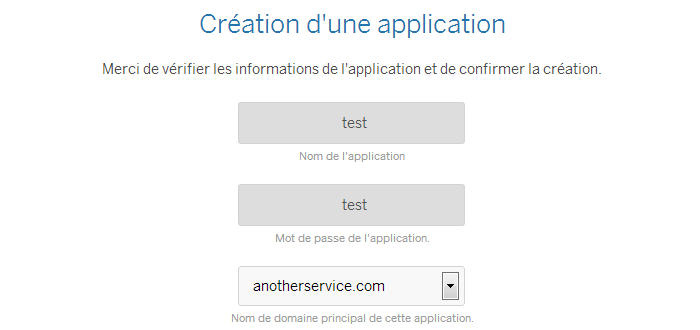 Création d'une application
Merci de vérifier les informations de l'application et de confirmer la création.
test
Nom de l'application
test
Mot de passe de l'application.
anotherservice.com
Nom de domaine principal de cette application.